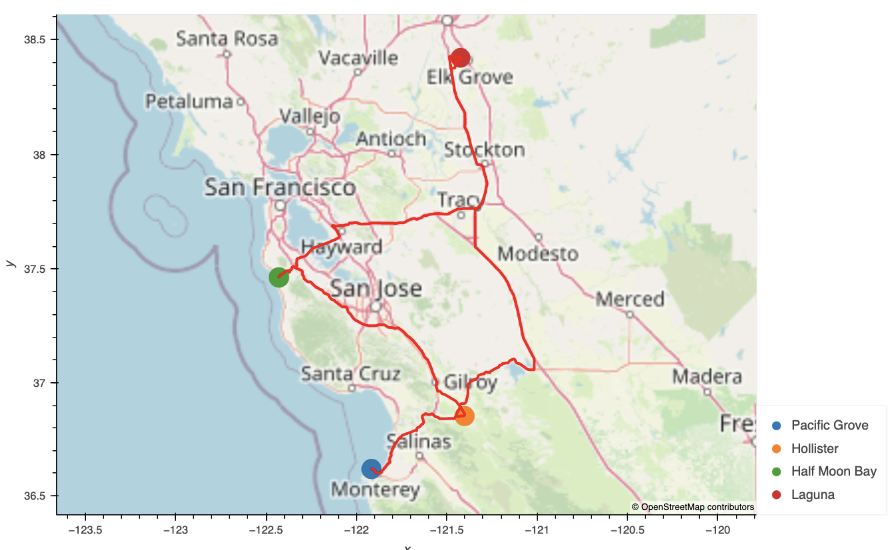 38.5
Santa Rosa
Vacaville
Elk Grove
Petaluma
Vallejo
Antioch
38
Stockton
San Francisco
Tracy
Hayward
Modesto
y
37.5
San Jose
Merced
Santa Cruz
37
Gilroy
Madera
Fres
Pacific Grove
Hollister
Salinas
Half Moon Bay
Monterey
Laguna
36.5
© OpenStreetMap contributors
−123.5 −123 −122.5 −122 −121.5 −121 −120.5 −120